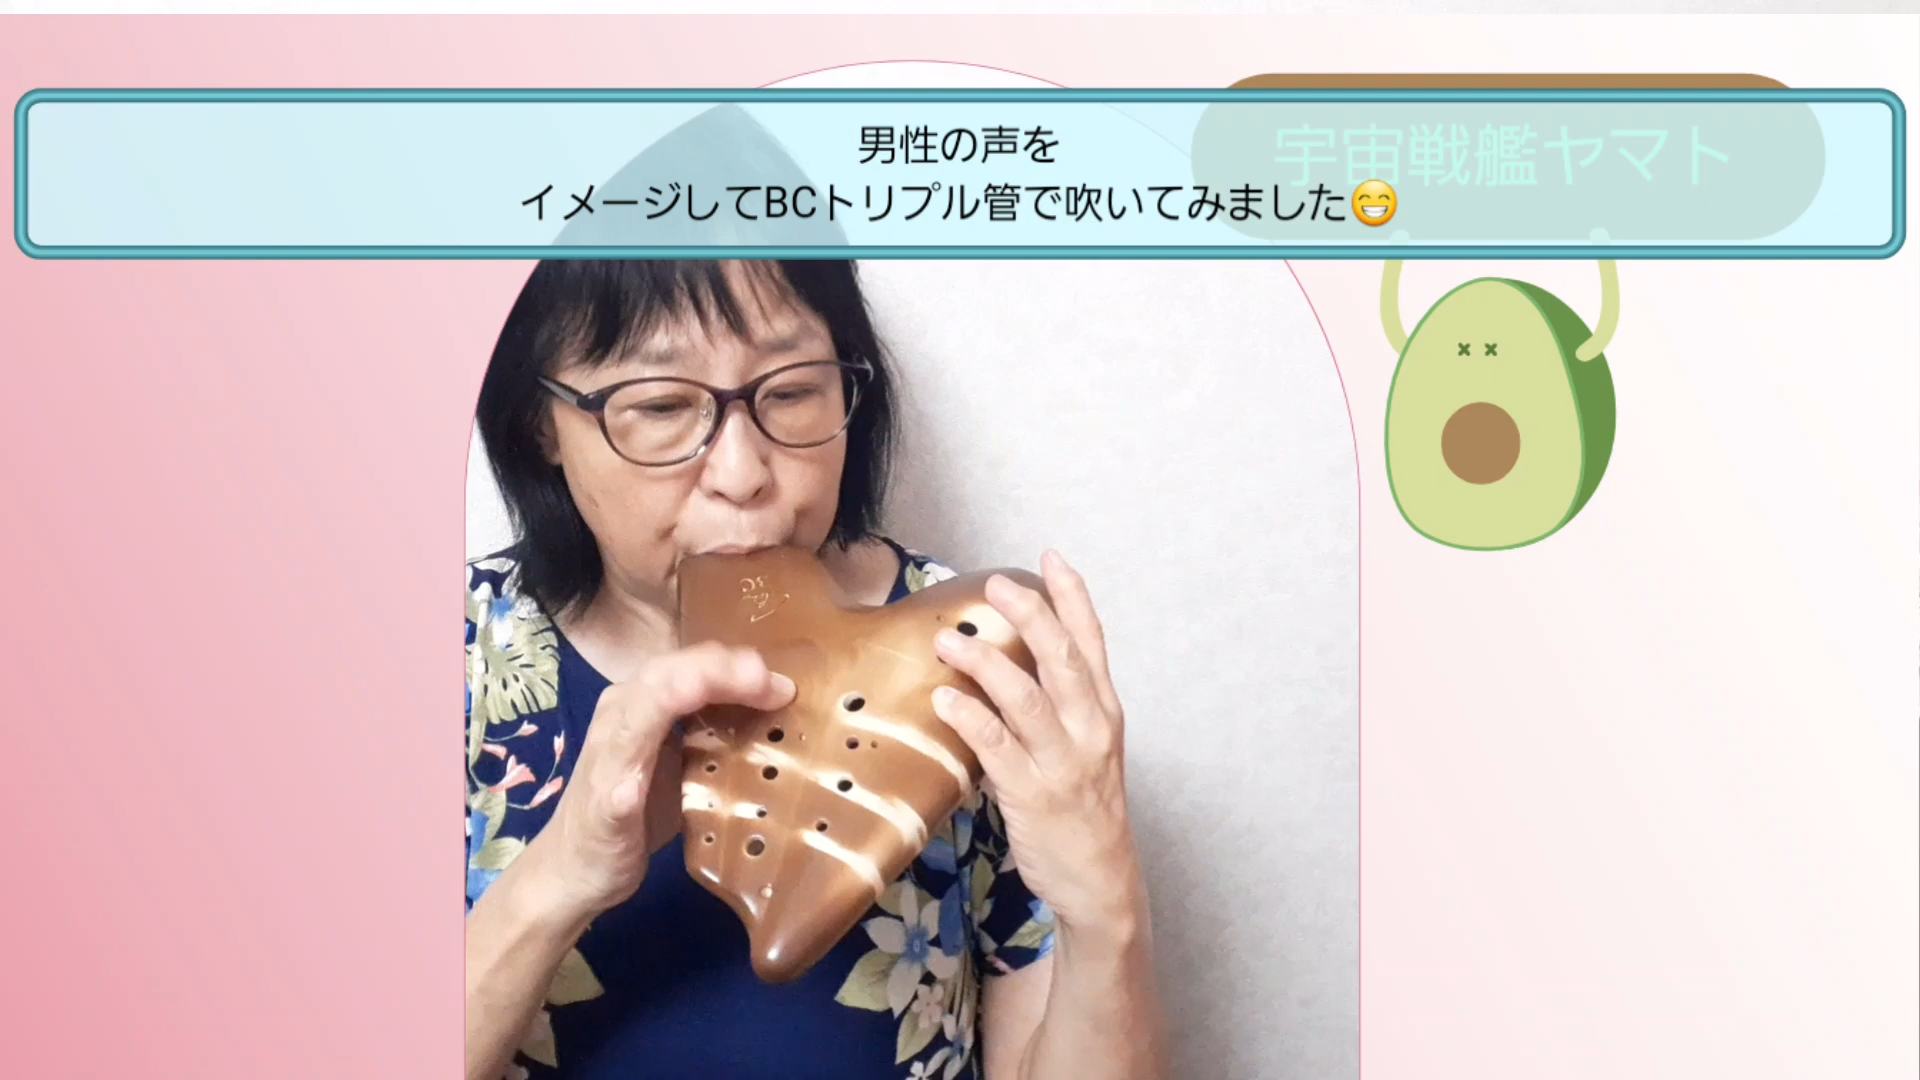 男性の声を
イメージしてBCトリプル管で吹いてみました😁
宇宙戦艦ヤマト